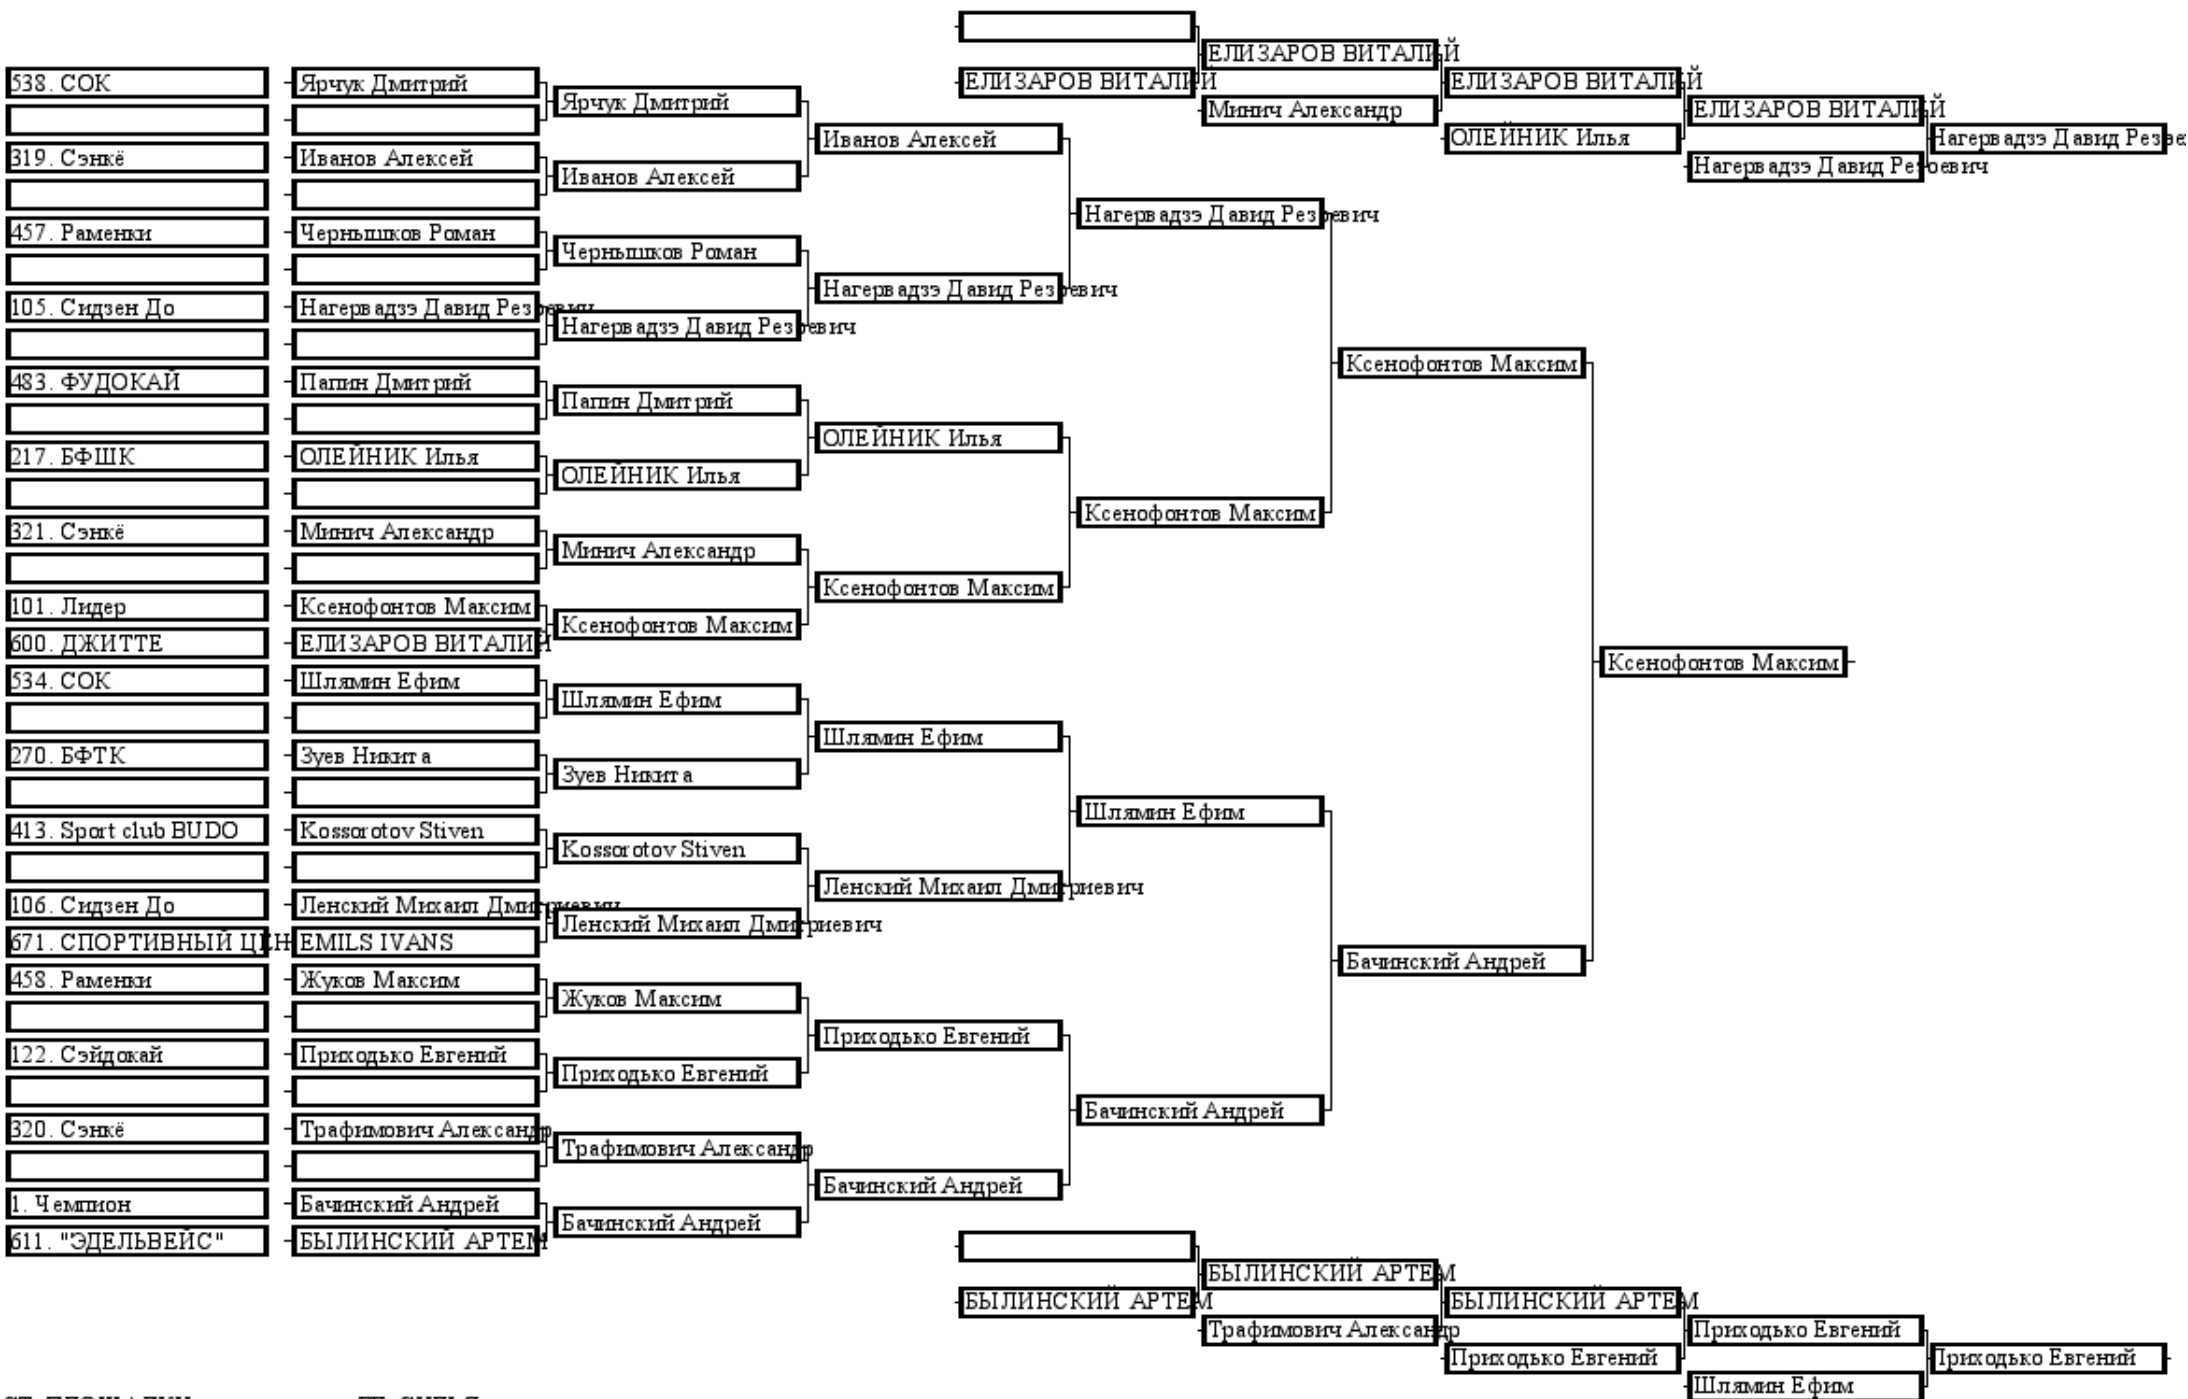 ЕЛИЗАРОВ ВИТАЛИЙ
538. СОК Ярчук Дмитрий ЕЛИЗАРОВ ВИТАЛИЙ ЕЛИЗАРОВ ВИТАЛИЙ
Ярчук Дмитрий Минич Александр ЕЛИЗАРОВ ВИТАЛИЙ
Иванов Алексей ОЛЕЙНИК Илья Нагервадзэ Давид
319. Сэнкё Иванов Алексей Нагервадзэ Давид Резоевич
Иванов Алексей
Нагервадзэ Давид
457. Раменки Чернышков Роман
Чернышков Роман
Нагервадзэ Давид
105. Сидзен До Нагервадзэ Давид
Нагервадзэ Давид
Ксенофонтов Максим
483. ФУДОКАЙ Папин Дмитрий
Папин Дмитрий
ОЛЕЙНИК Илья
217. БФШК ОЛЕЙНИК Илья
ОЛЕЙНИК Илья
Ксенофонтов Максим
321. Сэнкё Минич Александр
Минич Александр
Ксенофонтов Максим
101. Лидер Ксенофонтов Максим
Ксенофонтов Максим
600. ДЖИТТЕ ЕЛИЗАРОВ ВИТАЛИЙ
Ксенофонтов Максим
534. СОК Шлямин Ефим
Шлямин Ефим
Шлямин Ефим
270. БФТК Зуев Никита
Зуев Никита
Шлямин Ефим
413. Sport club BUDO Kossorotov Stiven
Kossorotov Stiven
Ленский Михаил Дмитриевич
106. Сидзен До Ленский Михаил Дмитриевич
Ленский Михаил Дмитриевич
671. СПОРТИВНЫЙ ЦЕН EMILS IVANS
Бачинский Андрей
458. Раменки Жуков Максим
Жуков Максим
Приходько Евгений
122. Сэйдокай Приходько Евгений
Приходько Евгений
Бачинский Андрей
320. Сэнкё Трафимович Александр
Трафимович Александр
Бачинский Андрей
1. Чемпион Бачинский Андрей
Бачинский Андрей
611. "ЭДЕЛЬВЕЙС" БЫЛИНСКИЙ АРТЕМ
БЫЛИНСКИЙ АРТЕМ
БЫЛИНСКИЙ АРТЕМ БЫЛИНСКИЙ АРТЕМ
Трафимович Александр Приходько Евгений
Приходько Евгений Приходько Евгений
Шлямин Ефим